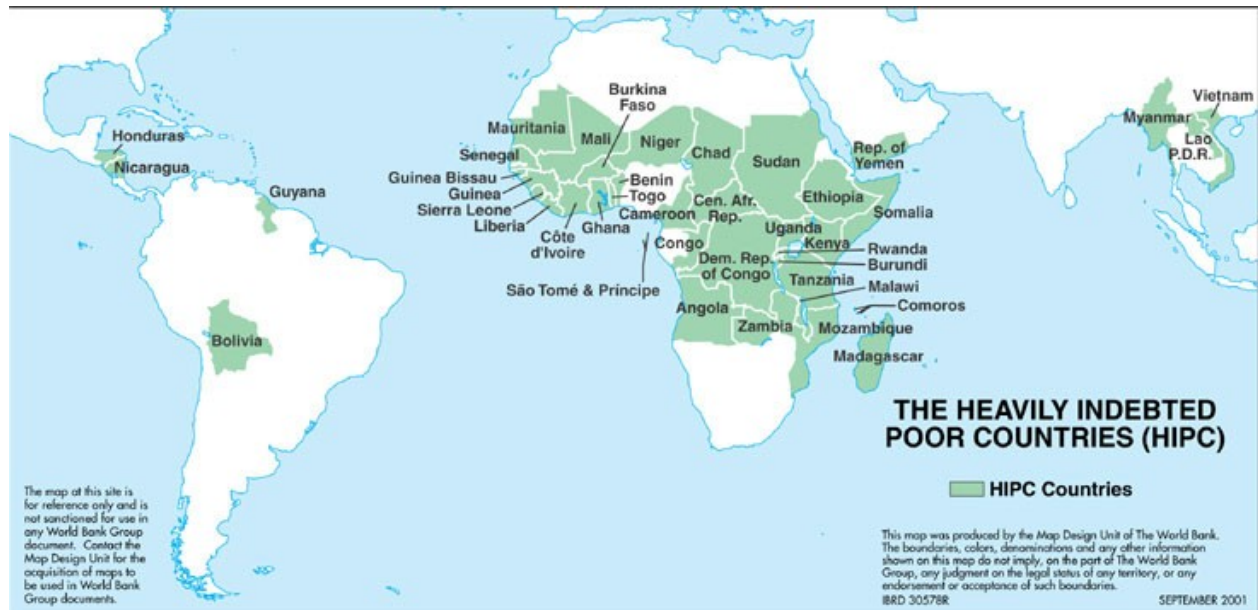 Honduras
Nicaragua
Guyana
Bolivia
Burkina
Faso
Mauritania
Mali
Niger
Chad
Sudan
Senegal
Guinea Bissau
Guinea
Sierra Leone
Liberia
Côte
d'Ivoire
Ghana
Benin
Togo
Cameroon
Cen. Afr.
Rep.
Ethiopia
Somalia
Rep. of
Yemen
Uganda
Kenya
Congo
Dem. Rep.
of Congo
Rwanda
Burundi
Tanzania
São Tomé & Príncipe
Malawi
Comoros
Angola
Zambia
Mozambique
Madagascar
Myanmar
Vietnam
Lao
P.D.R.
THE HEAVILY INDEBTED
POOR COUNTRIES (HIPC)
HIPC Countries
The map at this site is
for reference only and is
not sanctioned for use in
any World Bank Group
document. Contact the
Map Design Unit for the
acquisition of maps to
be used in World Bank
Group documents.
This map was produced by the Map Design Unit of The World Bank.
The boundaries, colors, denominations and any other information
shown on this map do not imply, on the part of The World Bank
Group, any judgment on the legal status of any territory, or any
endorsement or acceptance of such boundaries.
IBRD 30578R
SEPTEMBER 2001